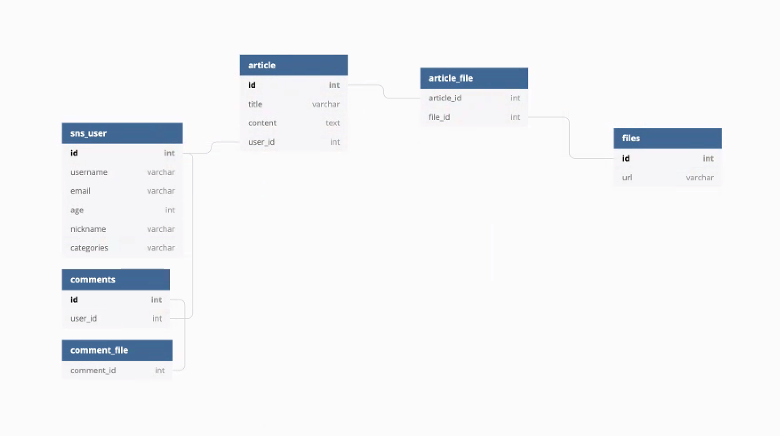 article
id int
title varchar
content text
user_id int
article_file
article_id int
file_id int
files
id int
url varchar
sns_user
id int
username varchar
email varchar
age int
nickname varchar
categories varchar
comments
id int
user_id int
comment_file
comment_id int